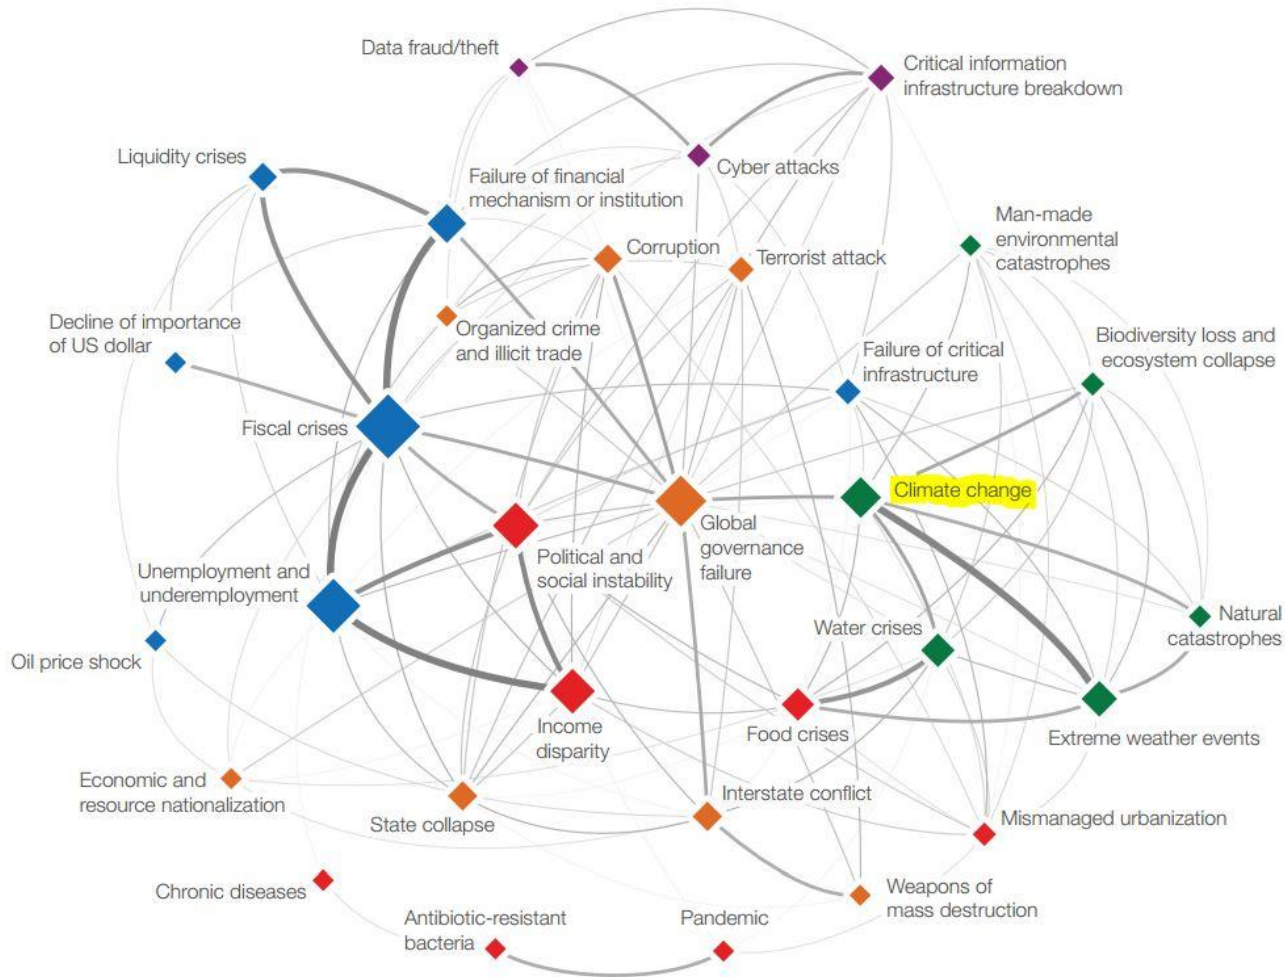 Data fraud/theft
Critical information
infrastructure breakdown
Liquidity crises
Cyber attacks
Failure of financial
mechanism or institution
Man-made
environmental
catastrophes
Corruption
Terrorist attack
Decline of importance
of US dollar
Organized crime
and illicit trade
Failure of critical
infrastructure
Biodiversity loss and
ecosystem collapse
Fiscal crises
Climate change
Global
governance
failure
Political and
social instability
Unemployment and
underemployment
Water crises
Natural
catastrophes
Oil price shock
Income
disparity
Food crises
Extreme weather events
Economic and
resource nationalization
State collapse
Interstate conflict
Mismanaged urbanization
Chronic diseases
Weapons of
mass destruction
Antibiotic-resistant
bacteria
Pandemic